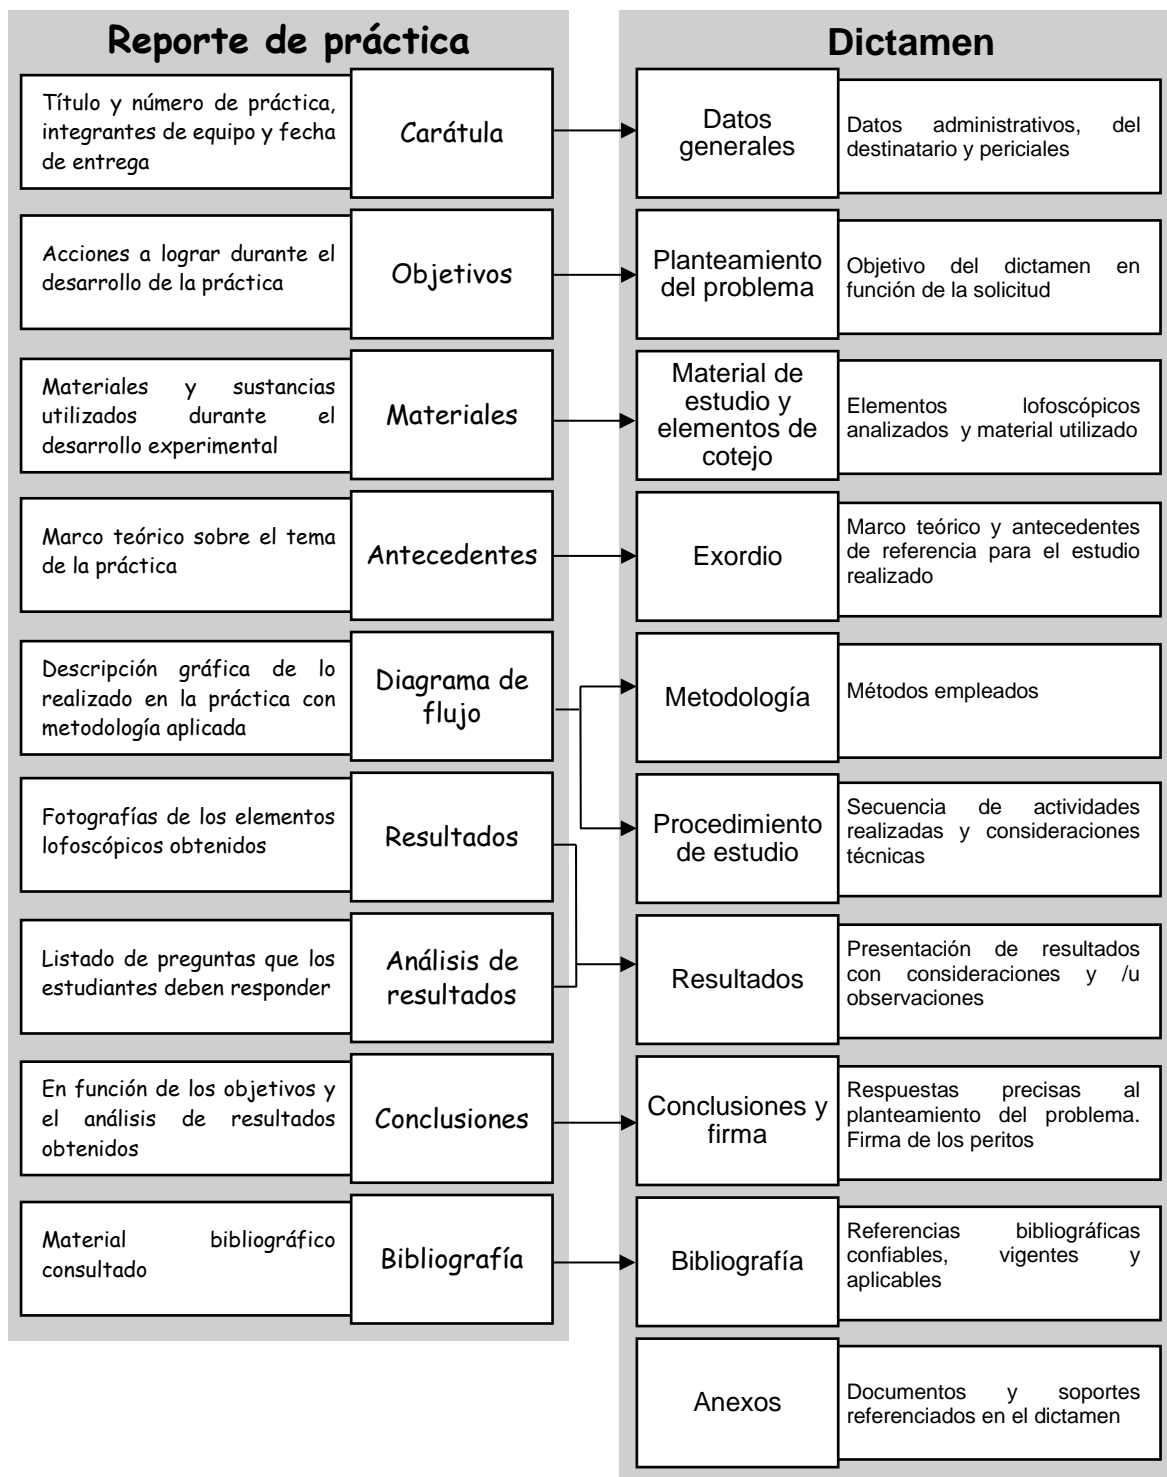 Reporte de práctica
Título y número de práctica,
integrantes de equipo y fecha
de entrega
Carátula
Acciones a lograr durante el
desarrollo de la práctica
Objetivos
Materiales y sustancias
utilizados durante el
desarrollo experimental
Materiales
Marco teórico sobre el tema
de la práctica
Antecedentes
Descripción gráfica de lo
realizado en la práctica con
metodología aplicada
Diagrama de
flujo
Fotografías de los elementos
lofoscópicos obtenidos
Resultados
Listado de preguntas que los
estudiantes deben responder
Análisis de
resultados
En función de los objetivos y
el análisis de resultados
obtenidos
Conclusiones
Material bibliográfico
consultado
Bibliografía
Dictamen
Datos
generales
Datos administrativos, del
destinatario y periciales
Planteamiento
del problema
Objetivo del dictamen en
función de la solicitud
Material de
estudio y
elementos de
cotejo
Elementos lofoscópicos
analizados y material utilizado
Exordio
Marco teórico y antecedentes
de referencia para el estudio
realizado
Metodología
Métodos empleados
Procedimiento
de estudio
Secuencia de actividades
realizadas y consideraciones
técnicas
Resultados
Presentación de resultados
con consideraciones y /u
observaciones
Conclusiones y
firma
Respuestas precisas al
planteamiento del problema.
Firma de los peritos
Bibliografía
Referencias bibliográficas
confiables, vigentes y
aplicables
Anexos
Documentos y soportes
referenciados en el dictamen